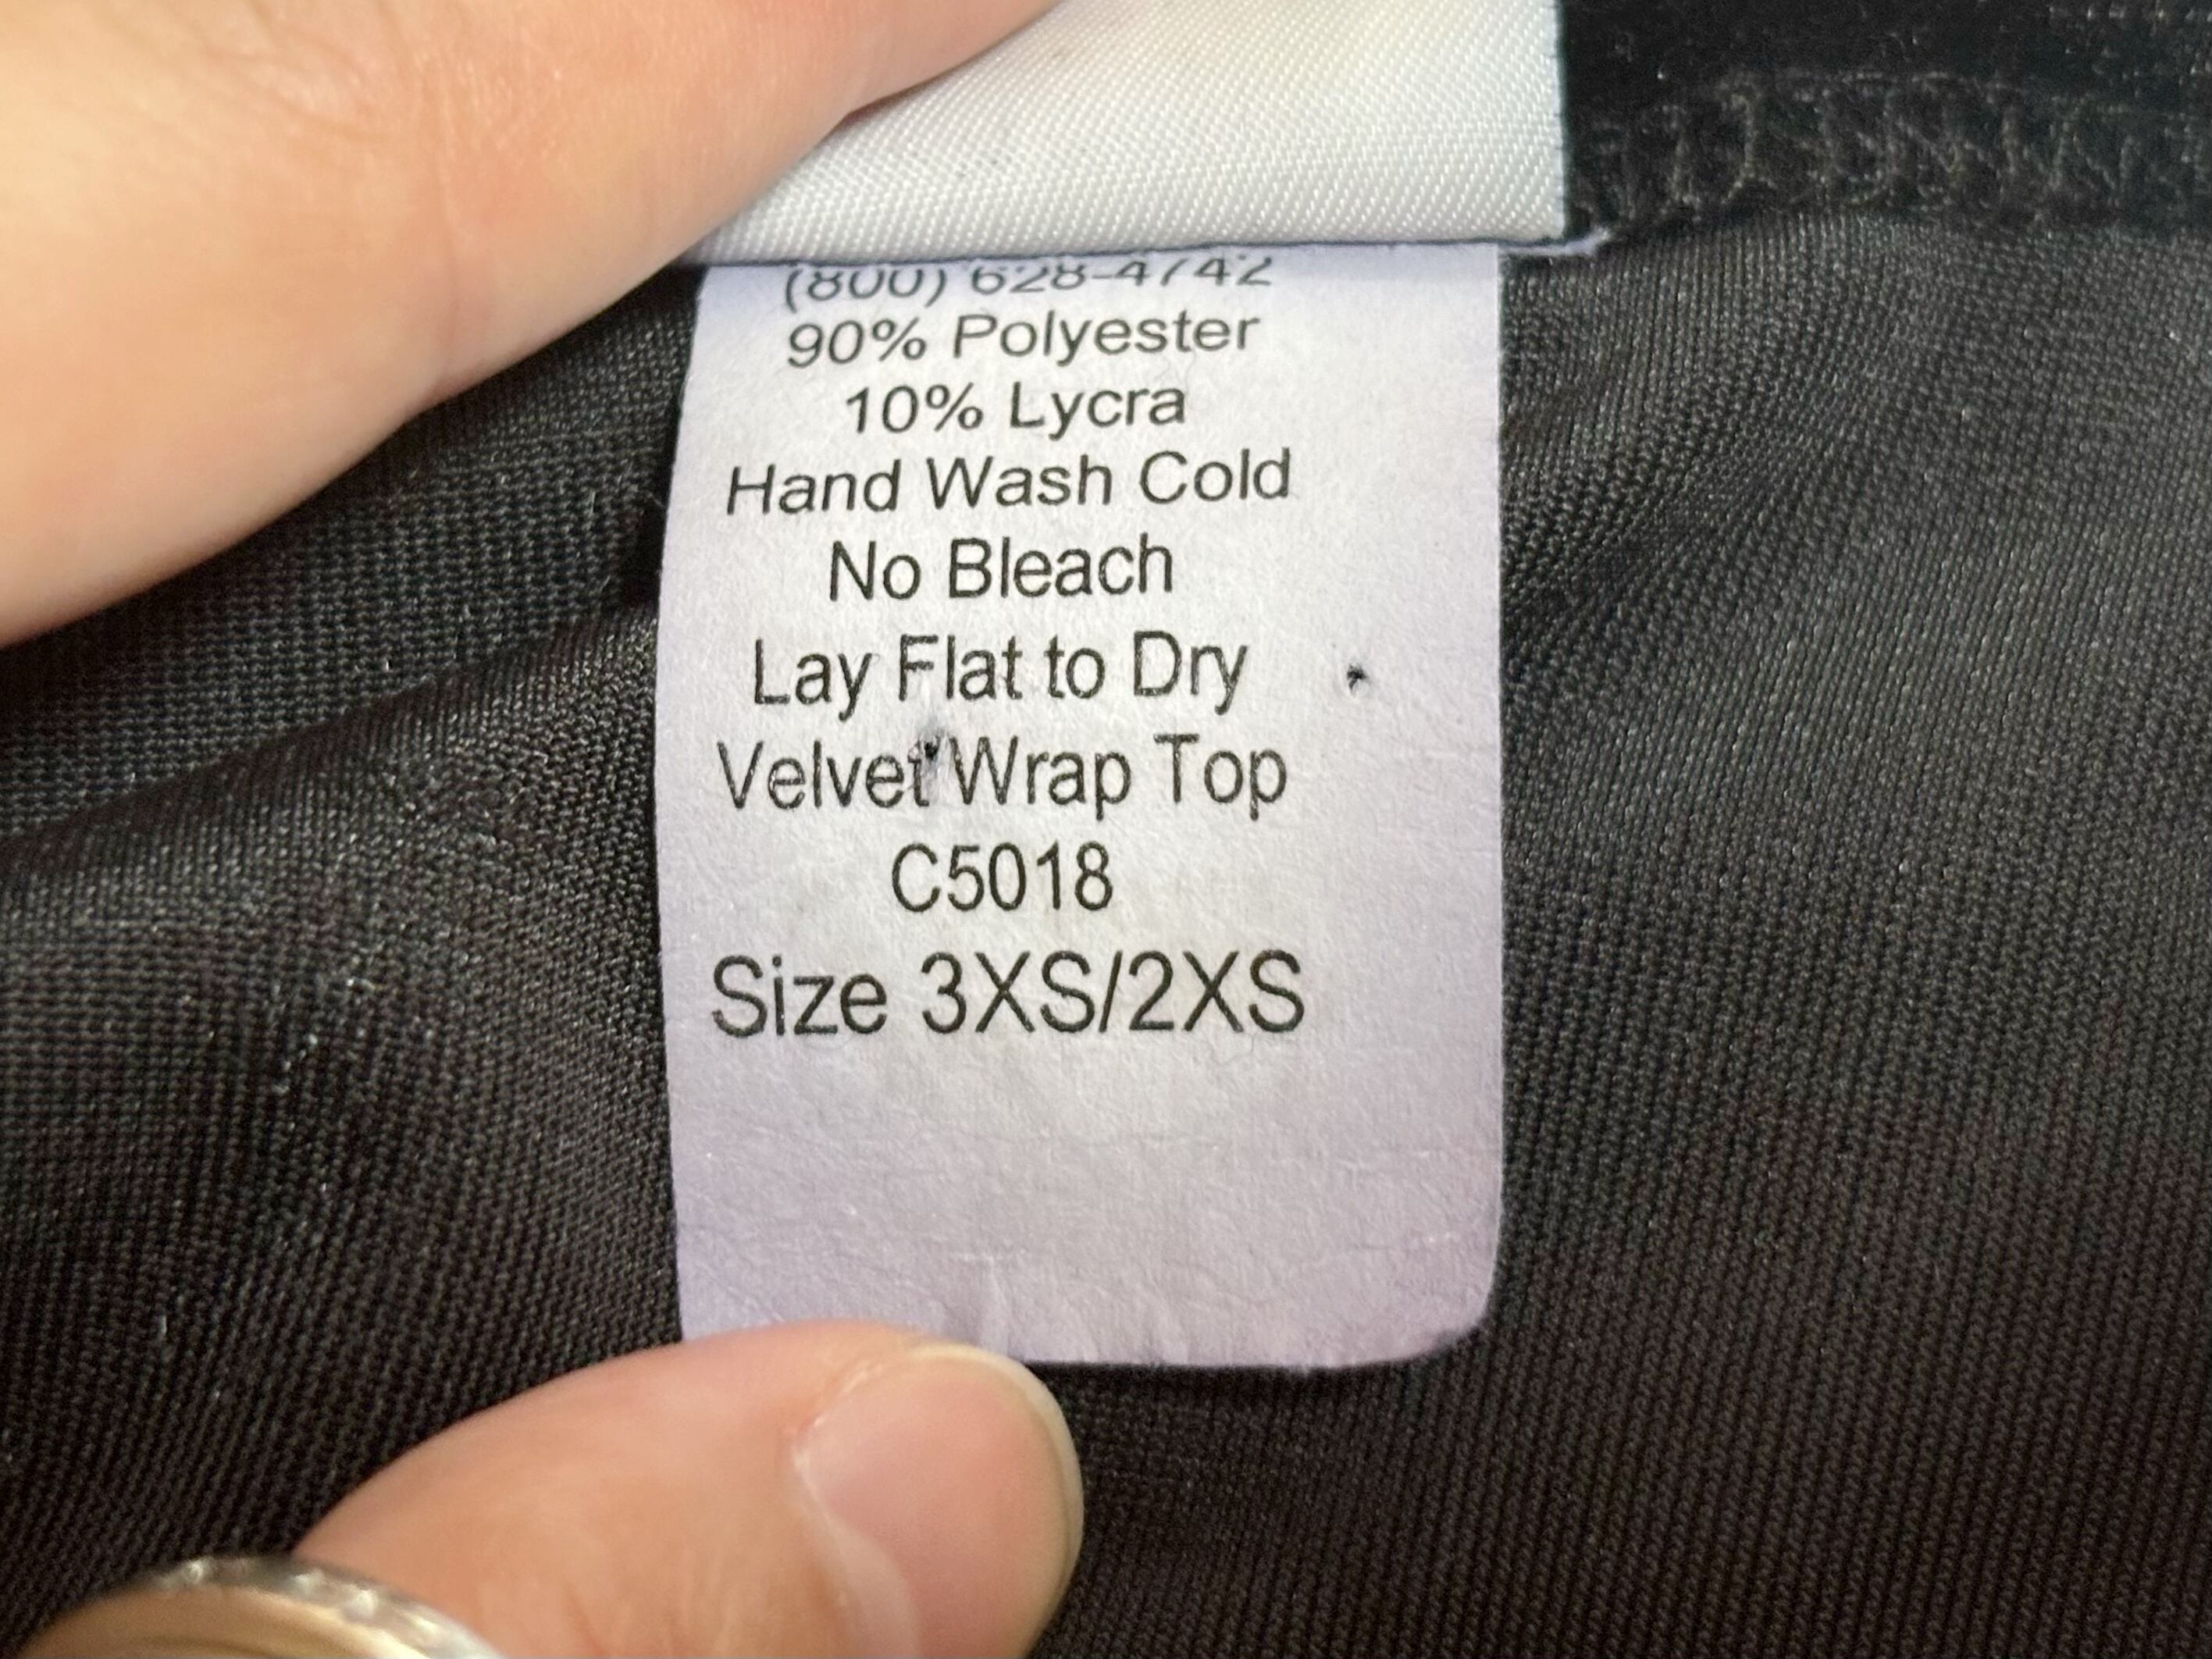 (800) 628-4742
90% Polyester
10% Lycra
Hand Wash Cold
No Bleach
Lay Flat to Dry
Velvet Wrap Top
C5018
Size 3XS/2XS